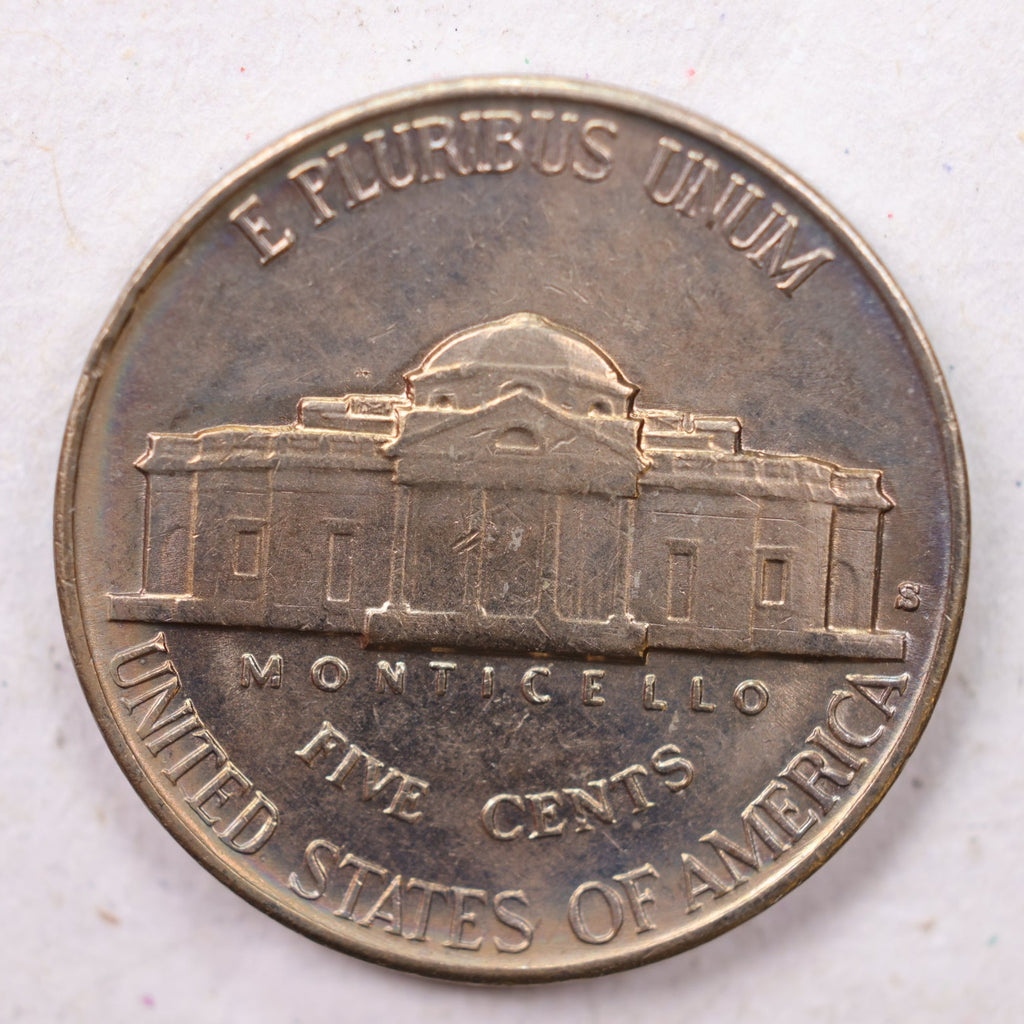 E PLURIBUS UNUM
S
MONTICELLO
FIVE CENTS
UNITED STATES OF AMERICA